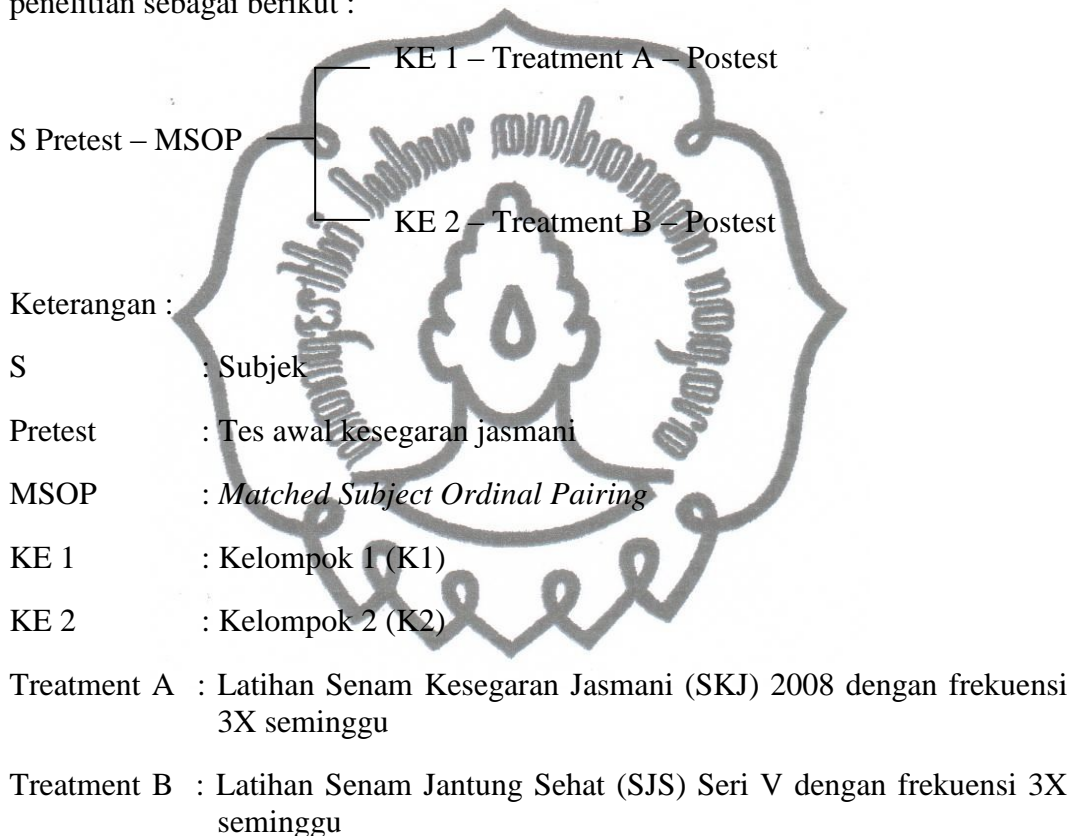 penelitian sebagai berikut :
KE 1 – Treatment A – Postest
S Pretest – MSOP
KE 2 – Treatment B – Postest
Keterangan :
S : Subjek
Pretest : Tes awal kesegaran jasmani
MSOP : Matched Subject Ordinal Pairing
KE 1 : Kelompok 1 (K1)
KE 2 : Kelompok 2 (K2)
Treatment A : Latihan Senam Kesegaran Jasmani (SKJ) 2008 dengan frekuensi
3X seminggu
Treatment B : Latihan Senam Jantung Sehat (SJS) Seri V dengan frekuensi 3X
seminggu